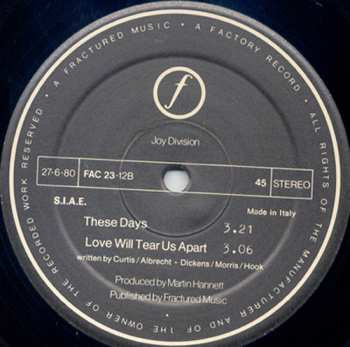 A FRACTURED MUSIC • A FACTORY RECORD • ALL RIGHTS OF THE MANUFACTURER AND OF THE OWNER OF THE RECORDED WORK RESERVED •
f
Joy Division
27-6-80 FAC 23-12B 45 STEREO
S.I.A.E. Made in Italy
These Days 3.21
Love Will Tear Us Apart 3.06
written by Curtis / Albrecht - Dickens / Morris / Hook
Produced by Martin Hannett
Published by Fractured Music